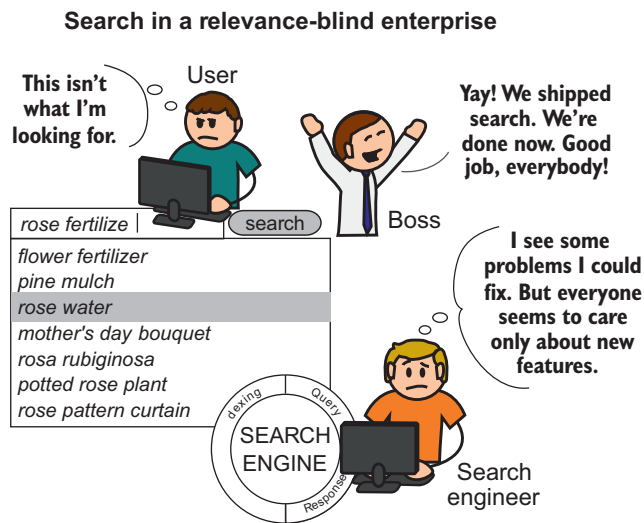 Search in a relevance-blind enterprise
User
This isn't
what I'm
looking for.
Yay! We shipped
search. We're
done now. Good
job, everybody!
Boss
rose fertilize
search
flower fertilizer
pine mulch
rose water
mother's day bouquet
rosa rubiginosa
potted rose plant
rose pattern curtain
I see some
problems I could
fix. But everyone
seems to care
only about new
features.
dexing
Query
SEARCH
ENGINE
Response
Search
engineer